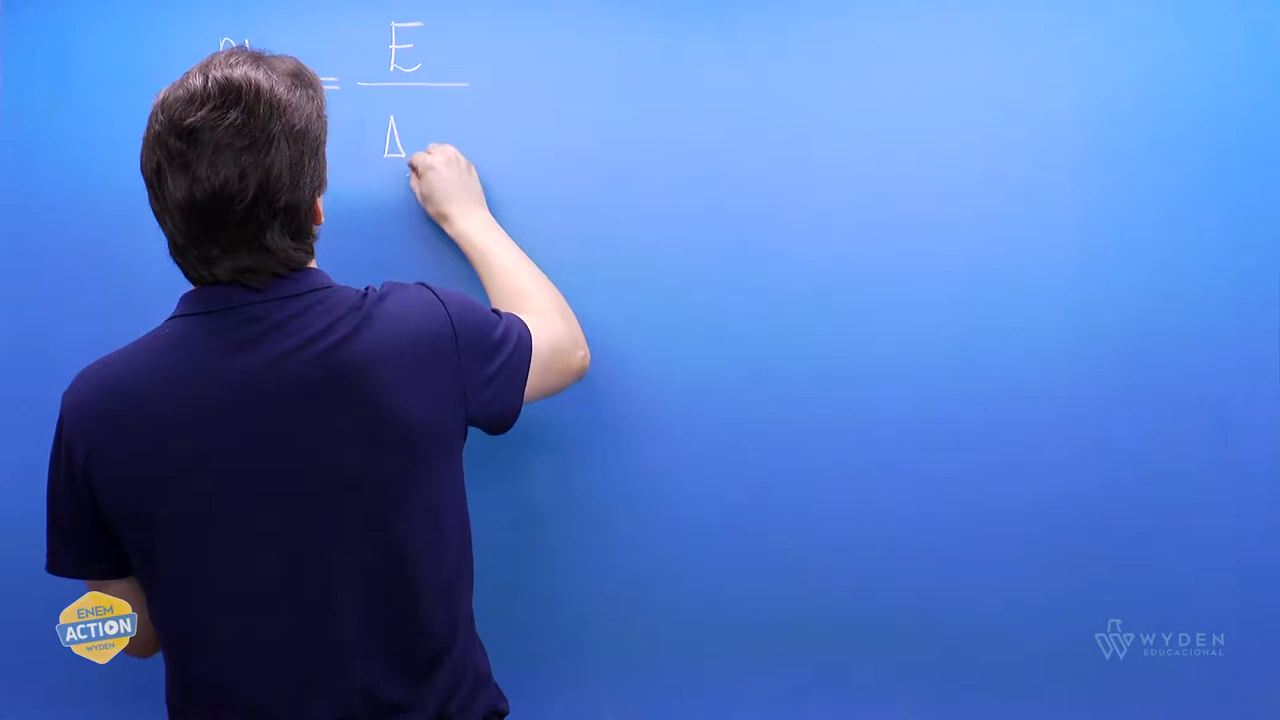 = E
Δ
ENEM
ACTION
WYDEN
WYDEN
EDUCACIONAL